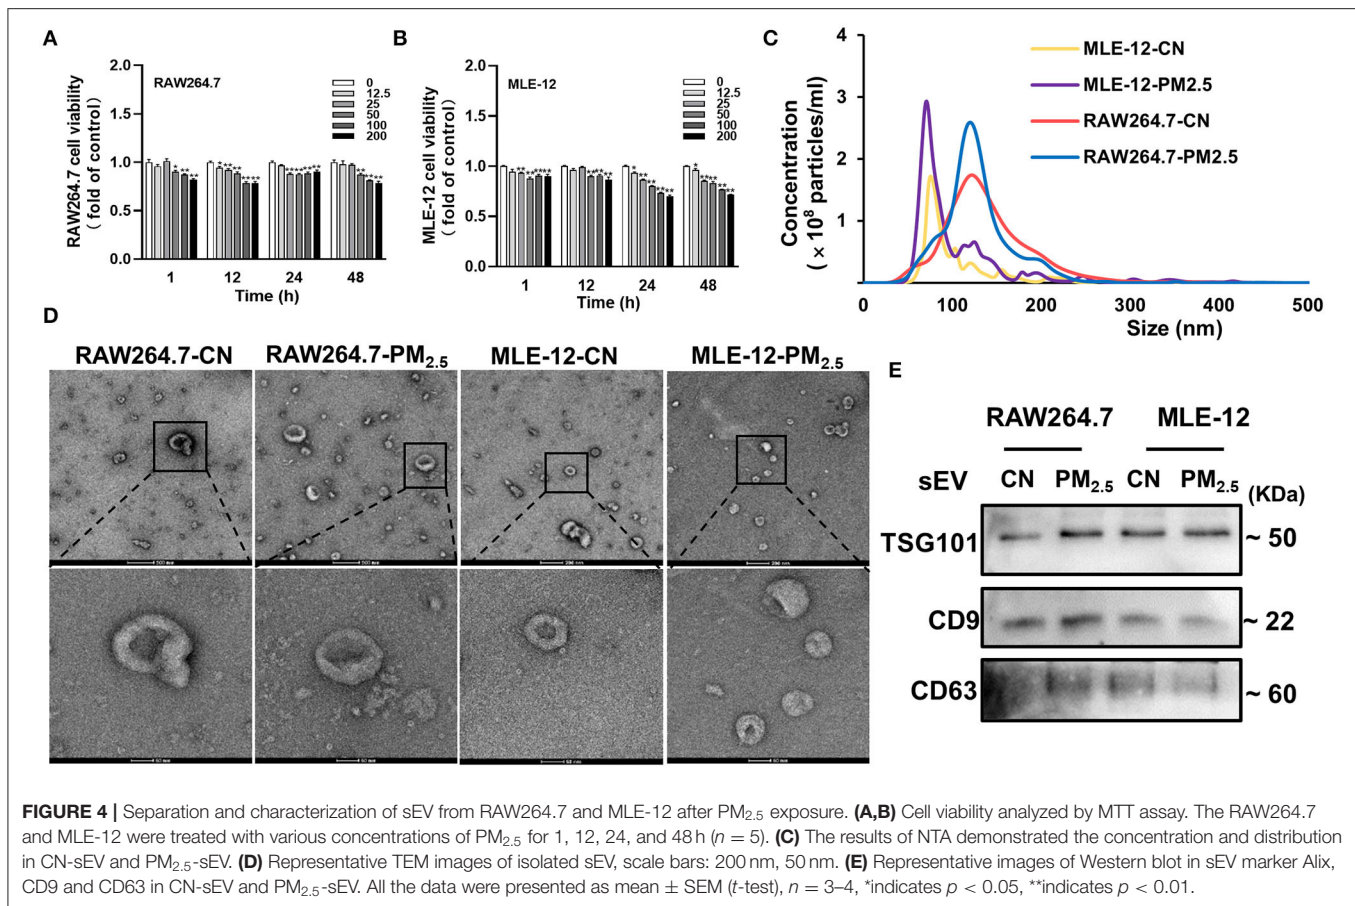 A
RAW264.7 cell viability
( fold of control)
2.0
1.5
1.0
0.5
0.0
RAW264.7
0
12.5
25
50
100
200
* ** **
* ** ** ** **
** ** ** **
** ** **
1 12 24 48
Time (h)
B
MLE-12 cell viability
( fold of control)
2.0
1.5
1.0
0.5
0.0
MLE-12
0
12.5
25
50
100
200
1 12 24 48
Time (h)
C
Concentration
( × 10⁸ particles/ml)
4
3
2
1
0
MLE-12-CN
MLE-12-PM2.5
RAW264.7-CN
RAW264.7-PM2.5
0 100 200 300 400 500
Size (nm)
D
RAW264.7-CN RAW264.7-PM2.5 MLE-12-CN MLE-12-PM2.5
50 nm
E
RAW264.7 MLE-12
sEV CN PM2.5 CN PM2.5 (KDa)
TSG101 ~ 50
CD9 ~ 22
CD63 ~ 60
FIGURE 4 | Separation and characterization of sEV from RAW264.7 and MLE-12 after PM2.5 exposure. (A,B) Cell viability analyzed by MTT assay. The RAW264.7
and MLE-12 were treated with various concentrations of PM2.5 for 1, 12, 24, and 48 h (n = 5). (C) The results of NTA demonstrated the concentration and distribution
in CN-sEV and PM2.5-sEV. (D) Representative TEM images of isolated sEV, scale bars: 200 nm, 50 nm. (E) Representative images of Western blot in sEV marker Alix,
CD9 and CD63 in CN-sEV and PM2.5-sEV. All the data were presented as mean ± SEM (t-test), n = 3–4, *indicates p < 0.05, **indicates p < 0.01.